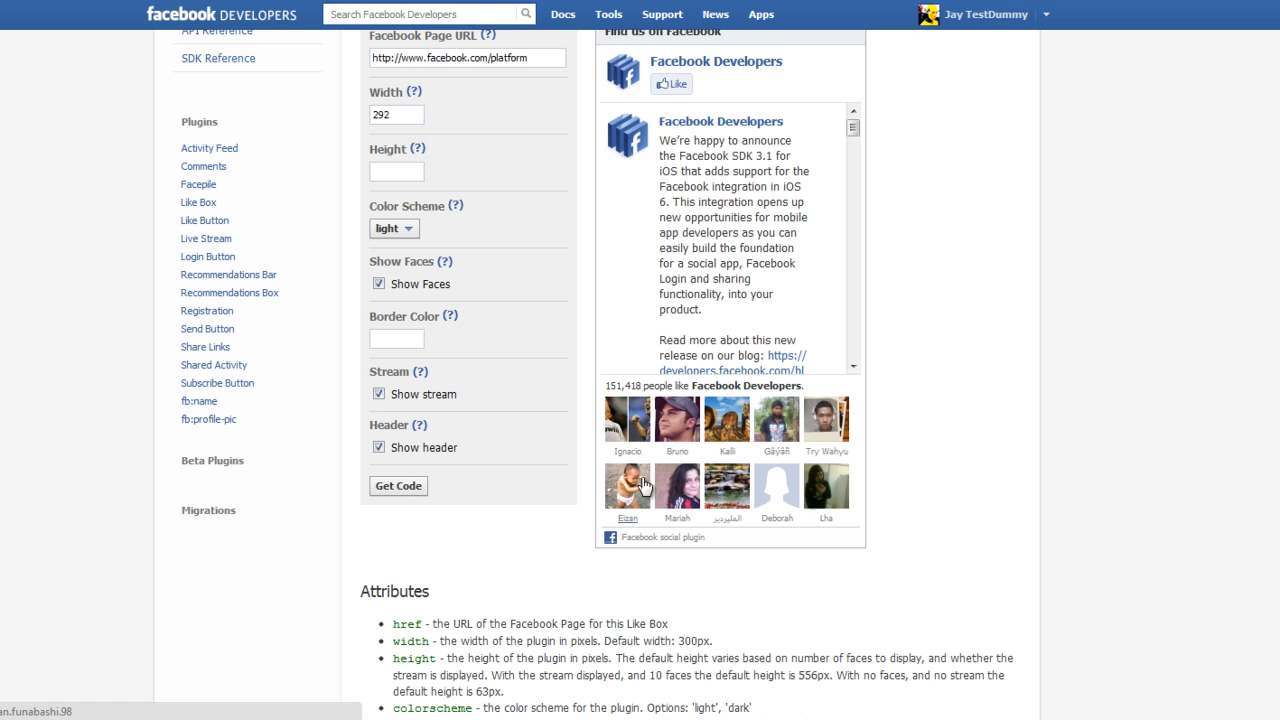 facebook DEVELOPERS
Search Facebook Developers
Docs
Tools
Support
News
Apps
Jay TestDummy
API Reference
SDK Reference
Plugins
Activity Feed
Comments
Facepile
Like Box
Like Button
Live Stream
Login Button
Recommendations Bar
Recommendations Box
Registration
Send Button
Share Links
Shared Activity
Subscribe Button
fb:name
fb:profile-pic
Beta Plugins
Migrations
Facebook Page URL (?)
http://www.facebook.com/platform
Width (?)
292
Height (?)
Color Scheme (?)
light
Show Faces (?)
Show Faces
Border Color (?)
Stream (?)
Show stream
Header (?)
Show header
Get Code
Find us on Facebook
Facebook Developers
Like
Facebook Developers
We're happy to announce
the Facebook SDK 3.1 for
iOS that adds support for the
Facebook integration in iOS
6. This integration opens up
new opportunities for mobile
app developers as you can
easily build the foundation
for a social app, Facebook
Login and sharing
functionality, into your
product.
Read more about this new
release on our blog: https://
developers.facebook.com/bl
151,418 people like Facebook Developers.
Ignacio
Bruno
Kalli
Gâyâñ
Try Wahyu
Eizan
Mariah
Deborah
Lha
Facebook social plugin
Attributes
href - the URL of the Facebook Page for this Like Box
width - the width of the plugin in pixels. Default width: 300px.
height - the height of the plugin in pixels. The default height varies based on number of faces to display, and whether the
stream is displayed. With the stream displayed, and 10 faces the default height is 556px. With no faces, and no stream the
default height is 63px.
colorscheme - the color scheme for the plugin. Options: 'light', 'dark'
an.funabashi.98